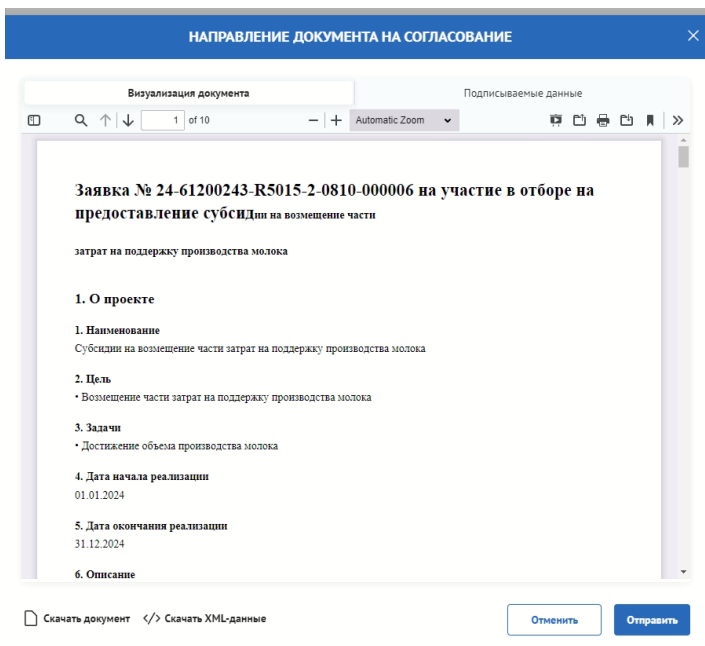 НАПРАВЛЕНИЕ ДОКУМЕНТА НА СОГЛАСОВАНИЕ
Визуализация документа Подписываемые данные
1 of 10 Automatic Zoom
Заявка № 24-61200243-R5015-2-0810-000006 на участие в отборе на
предоставление субсидии на возмещение части
затрат на поддержку производства молока
1. О проекте
1. Наименование
Субсидии на возмещение части затрат на поддержку производства молока
2. Цель
• Возмещение части затрат на поддержку производства молока
3. Задачи
• Достижение объема производства молока
4. Дата начала реализации
01.01.2024
5. Дата окончания реализации
31.12.2024
6. Описание
Скачать документ </> Скачать XML-данные Отменить Отправить